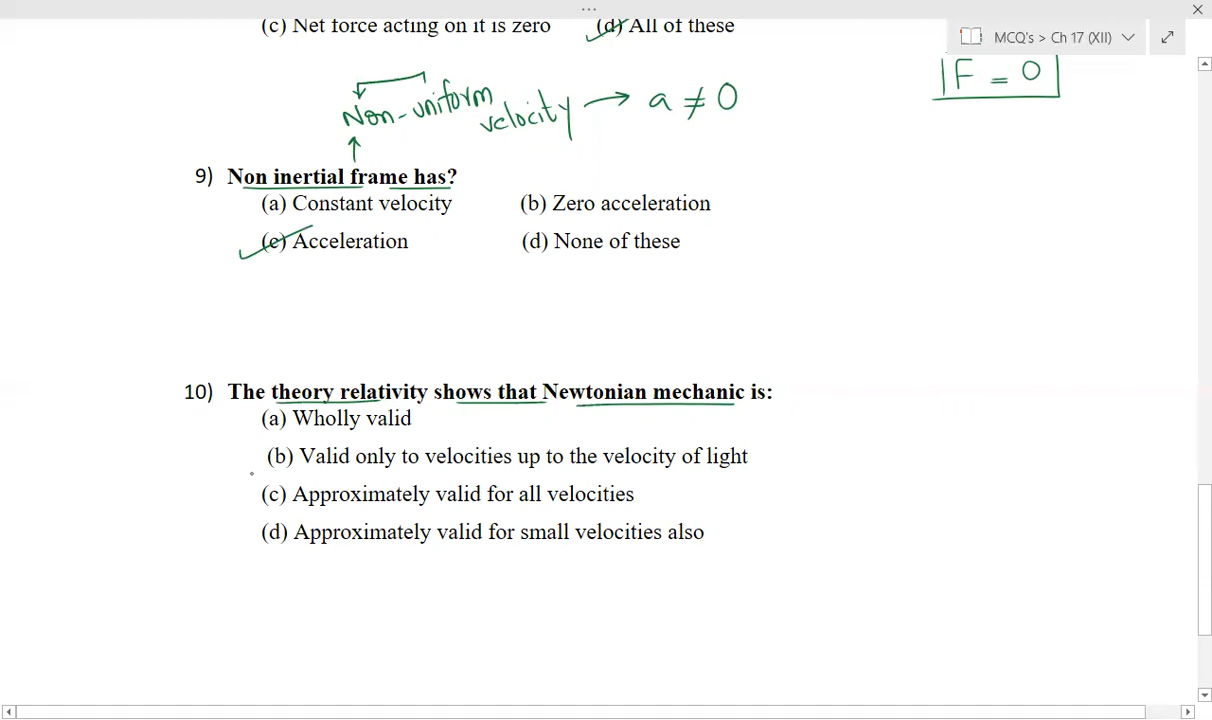 (c) Net force acting on it is zero (d) All of these
MCQ's > Ch 17 (XII)
F = 0
Non-uniform velocity → a ≠ 0
9) Non inertial frame has?
(a) Constant velocity (b) Zero acceleration
(c) Acceleration (d) None of these
10) The theory relativity shows that Newtonian mechanic is:
(a) Wholly valid
(b) Valid only to velocities up to the velocity of light
(c) Approximately valid for all velocities
(d) Approximately valid for small velocities also